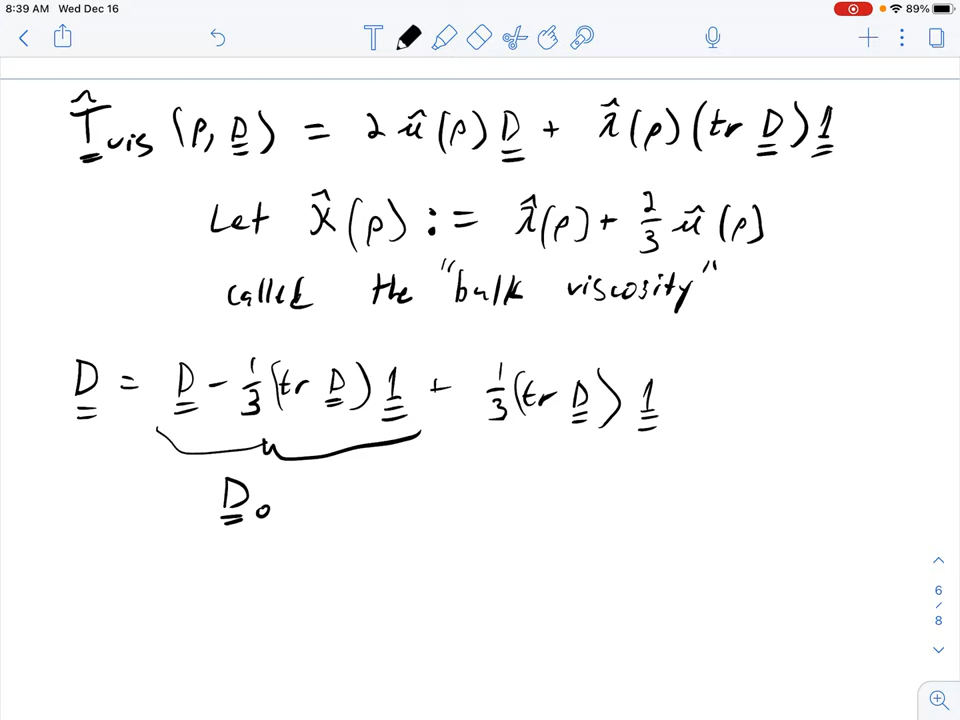 8:39 AM Wed Dec 16 89%
T̂_vis (ρ, D) = 2 μ̂(ρ) D + λ̂(ρ)(tr D) 1
Let κ̂(ρ) := λ̂(ρ) + 2/3 μ̂(ρ)
called the "bulk viscosity"
D = D - 1/3 (tr D) 1 + 1/3 (tr D) 1
D₀
6
/
8